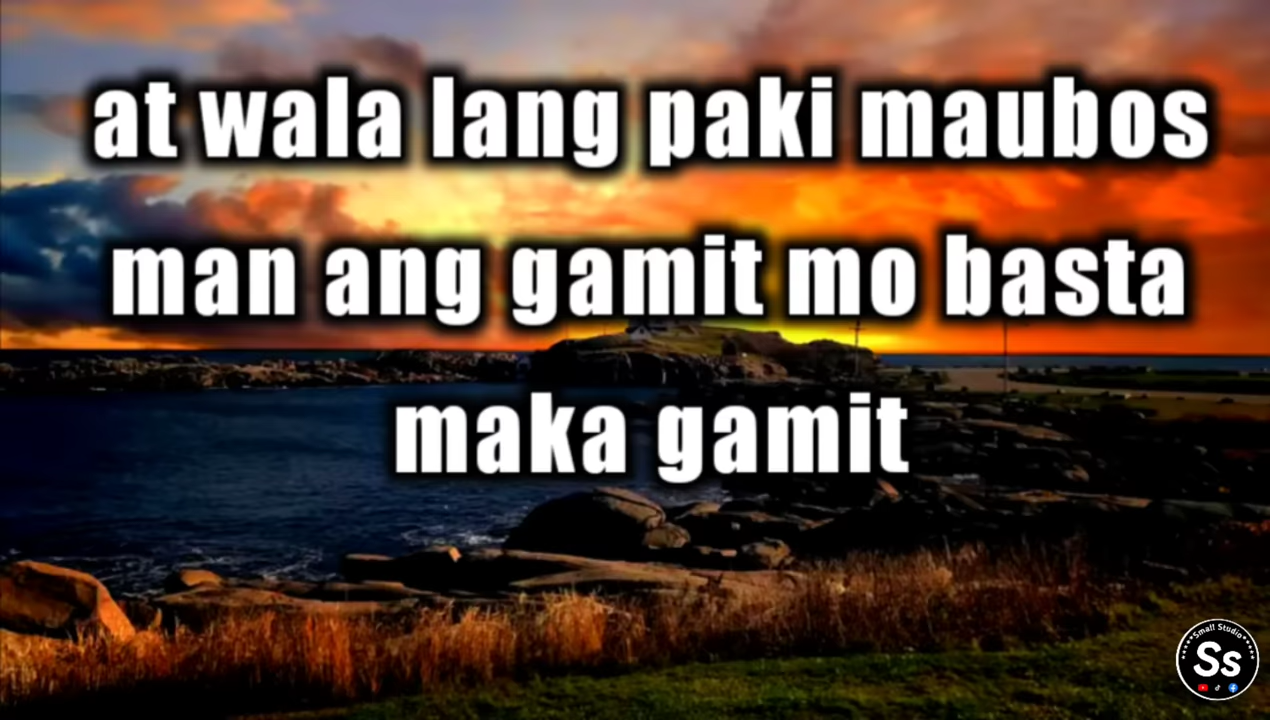 at wala lang paki maubos
man ang gamit mo basta
maka gamit
Small Studio
Ss